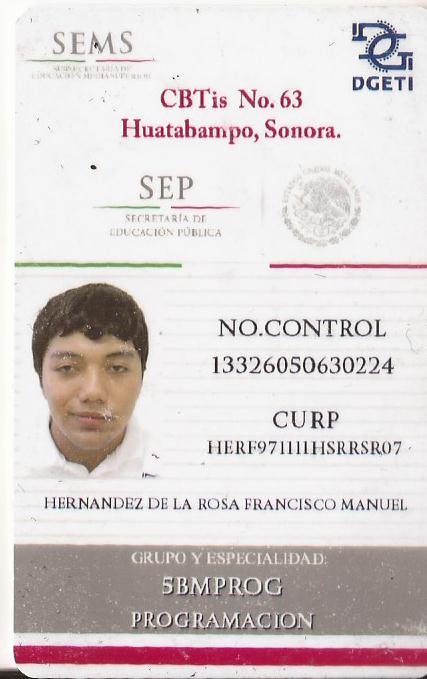 SEMS
SUBSECRETARÍA DE
EDUCACIÓN MEDIA SUPERIOR
DGETI
CBTis No. 63
Huatabampo, Sonora.
SEP
SECRETARÍA DE
EDUCACIÓN PÚBLICA
ESTADOS UNIDOS MEXICANOS
NO.CONTROL
13326050630224
CURP
HERF971111HSRRSR07
HERNANDEZ DE LA ROSA FRANCISCO MANUEL
GRUPO Y ESPECIALIDAD:
5BMPROG
PROGRAMACION